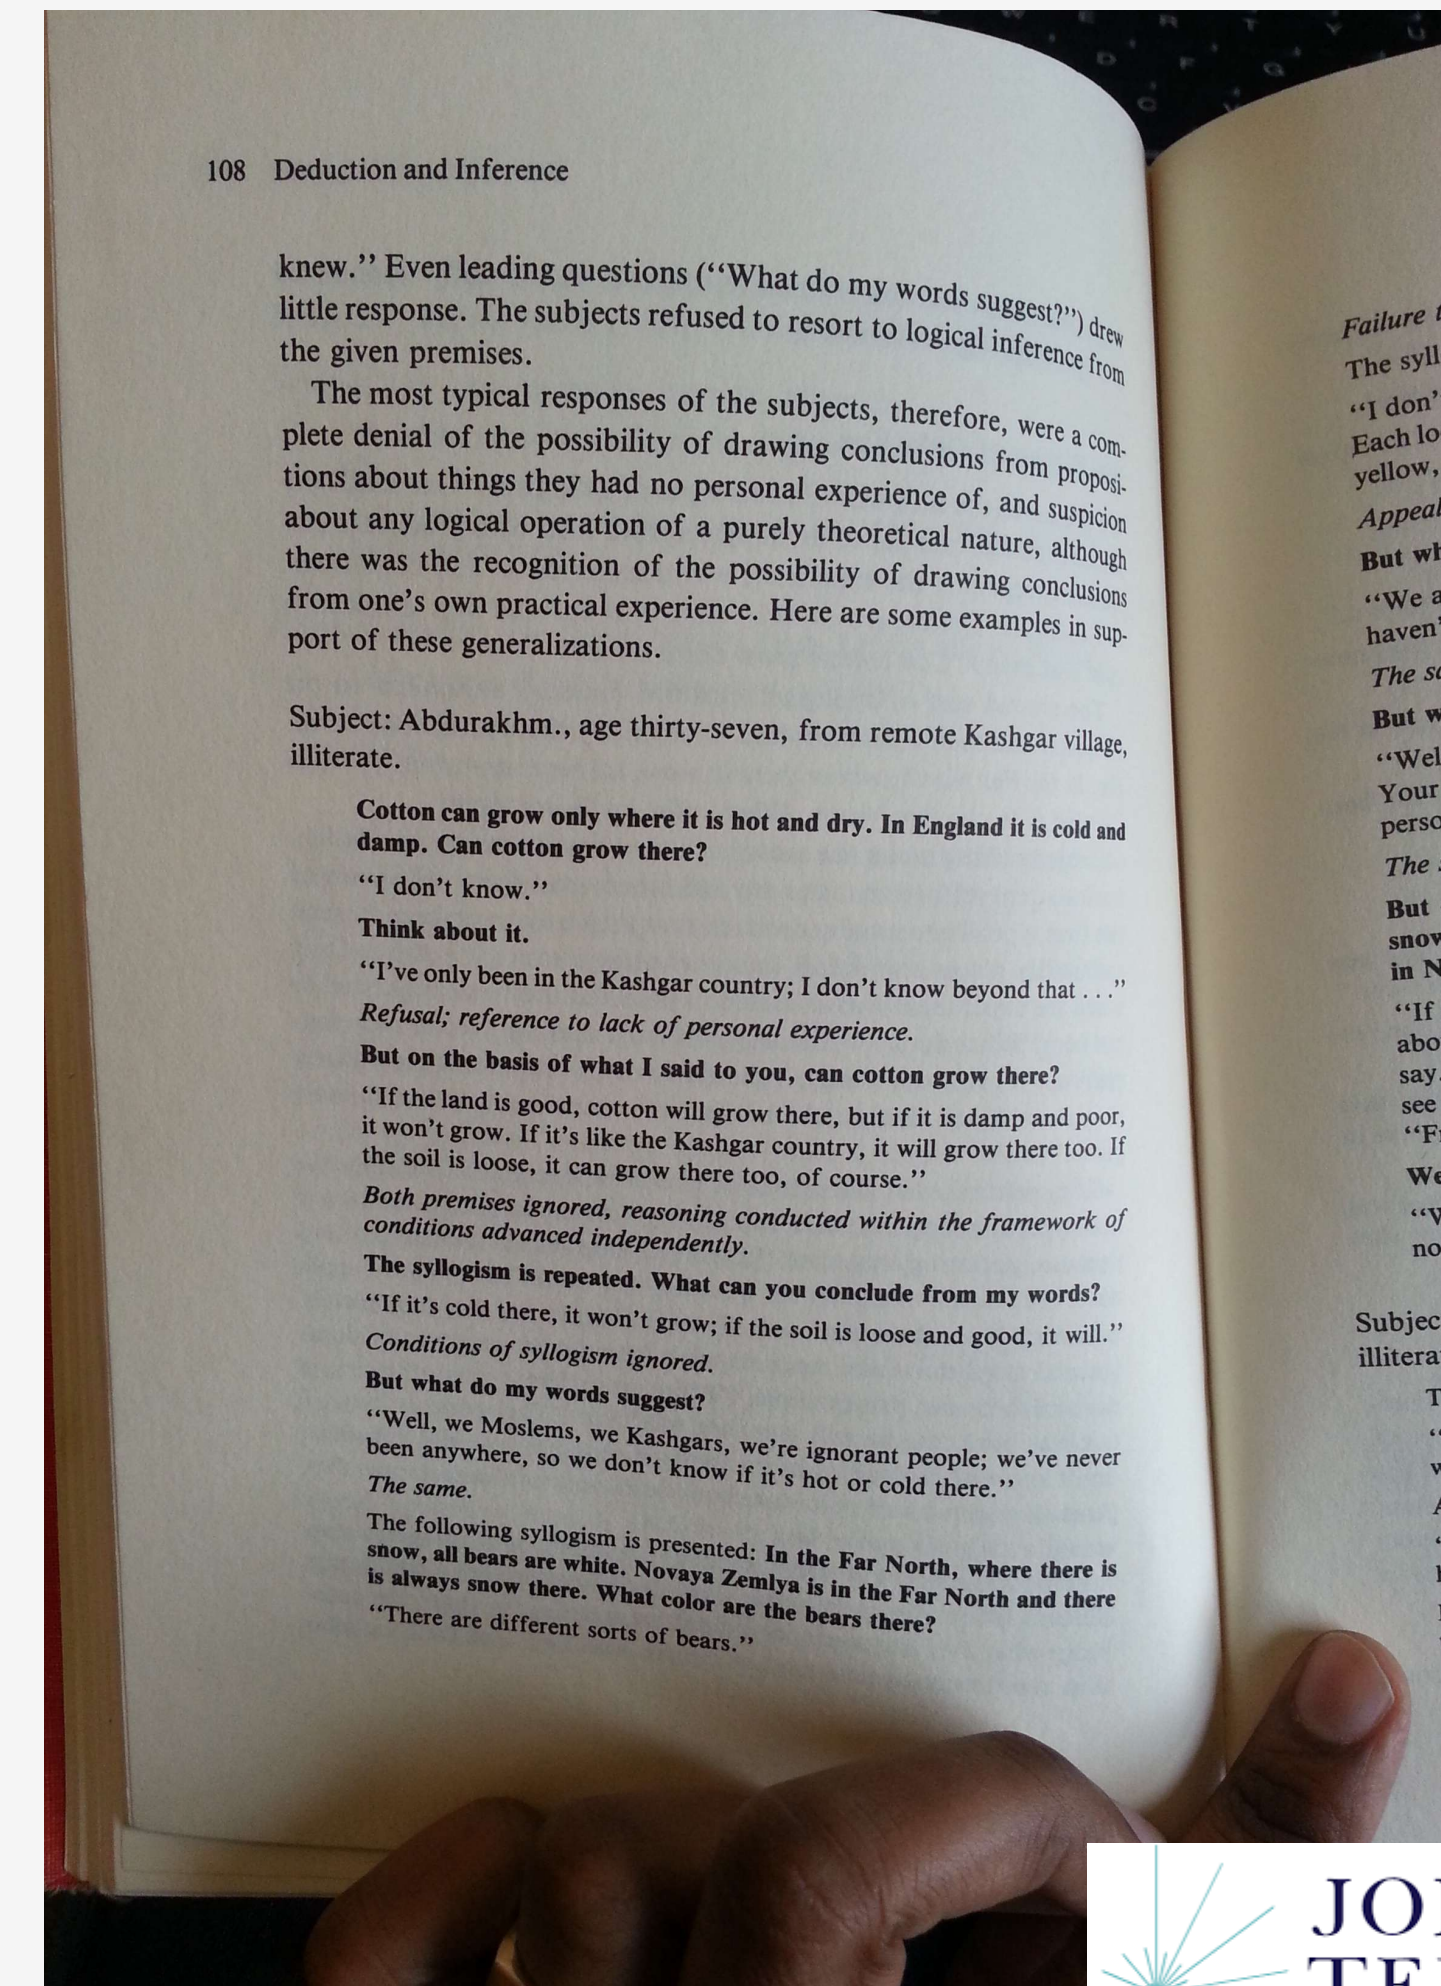 108 Deduction and Inference
knew.” Even leading questions (“What do my words suggest?”) drew
little response. The subjects refused to resort to logical inference from
the given premises.
The most typical responses of the subjects, therefore, were a com-
plete denial of the possibility of drawing conclusions from proposi-
tions about things they had no personal experience of, and suspicion
about any logical operation of a purely theoretical nature, although
there was the recognition of the possibility of drawing conclusions
from one’s own practical experience. Here are some examples in sup-
port of these generalizations.
Subject: Abdurakhm., age thirty-seven, from remote Kashgar village,
illiterate.
Cotton can grow only where it is hot and dry. In England it is cold and
damp. Can cotton grow there?
“I don’t know.”
Think about it.
“I’ve only been in the Kashgar country; I don’t know beyond that . . .”
Refusal; reference to lack of personal experience.
But on the basis of what I said to you, can cotton grow there?
“If the land is good, cotton will grow there, but if it is damp and poor,
it won’t grow. If it’s like the Kashgar country, it will grow there too. If
the soil is loose, it can grow there too, of course.”
Both premises ignored, reasoning conducted within the framework of
conditions advanced independently.
The syllogism is repeated. What can you conclude from my words?
“If it’s cold there, it won’t grow; if the soil is loose and good, it will.”
Conditions of syllogism ignored.
But what do my words suggest?
“Well, we Moslems, we Kashgars, we’re ignorant people; we’ve never
been anywhere, so we don’t know if it’s hot or cold there.”
The same.
The following syllogism is presented: In the Far North, where there is
snow, all bears are white. Novaya Zemlya is in the Far North and there
is always snow there. What color are the bears there?
“There are different sorts of bears.”
Failure
The
“I don’
Each
yellow,
But
“We
The
But
Your
The
But
in
“If
say.
see